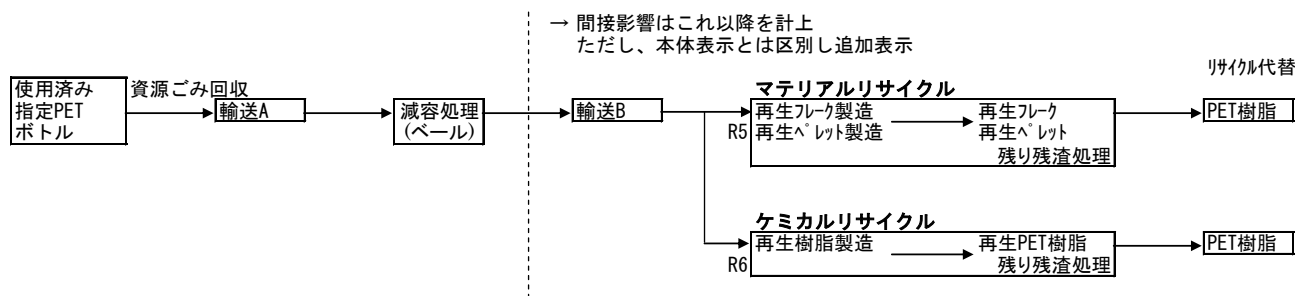 → 間接影響はこれ以降を計上
ただし、本体表示とは区別し追加表示
リサイクル代替
使用済み
指定PET
ボトル
資源ごみ回収
輸送A
減容処理
(ベール)
輸送B
マテリアルリサイクル
再生フレーク製造
再生ペレット製造
R5
再生フレーク
再生ペレット
残り残渣処理
PET樹脂
ケミカルリサイクル
再生樹脂製造
R6
再生PET樹脂
残り残渣処理
PET樹脂